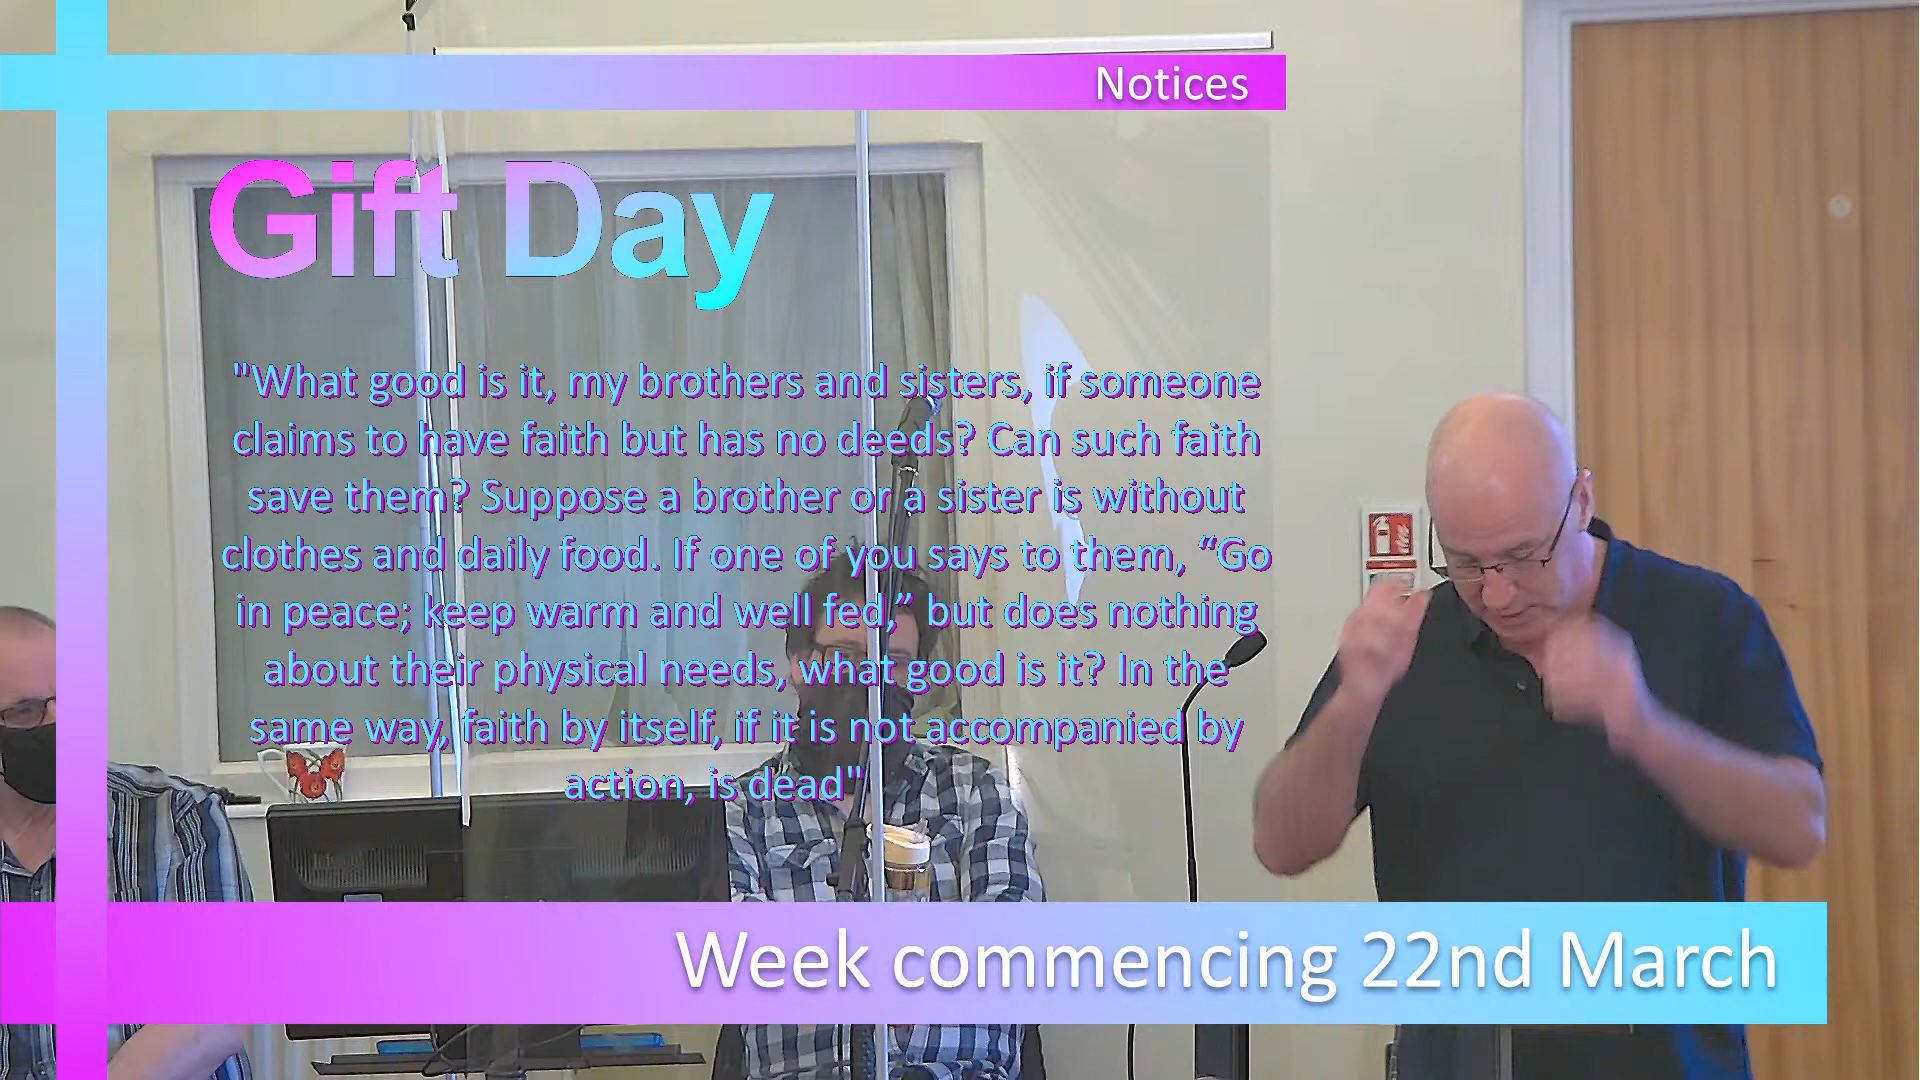 Notices
Gift Day
"What good is it, my brothers and sisters, if someone
claims to have faith but has no deeds? Can such faith
save them? Suppose a brother or a sister is without
clothes and daily food. If one of you says to them, “Go
in peace; keep warm and well fed,” but does nothing
about their physical needs, what good is it? In the
same way, faith by itself, if it is not accompanied by
action, is dead"
Week commencing 22nd March